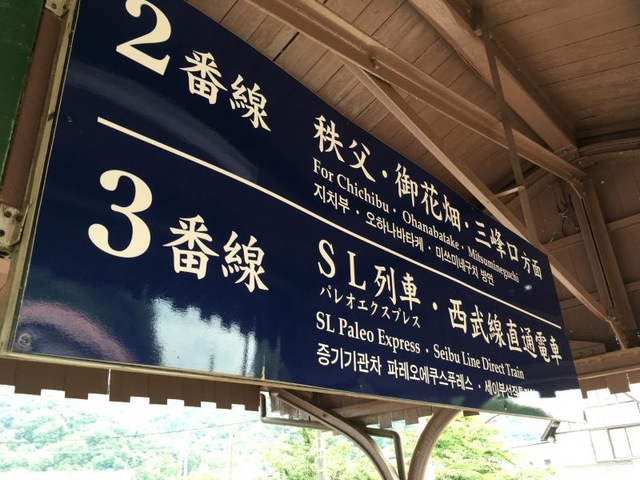 2番線
秩父・御花畑・三峰口方面
For Chichibu・Ohanabatake・Mitsumineguchi
지치부・오하나바타케・미쓰미네구치 방면
3番線
SL列車・西武線直通電車
パレオエクスプレス
SL Paleo Express・Seibu Line Direct Train
증기기관차 파레오에쿠스푸레스・세이부선